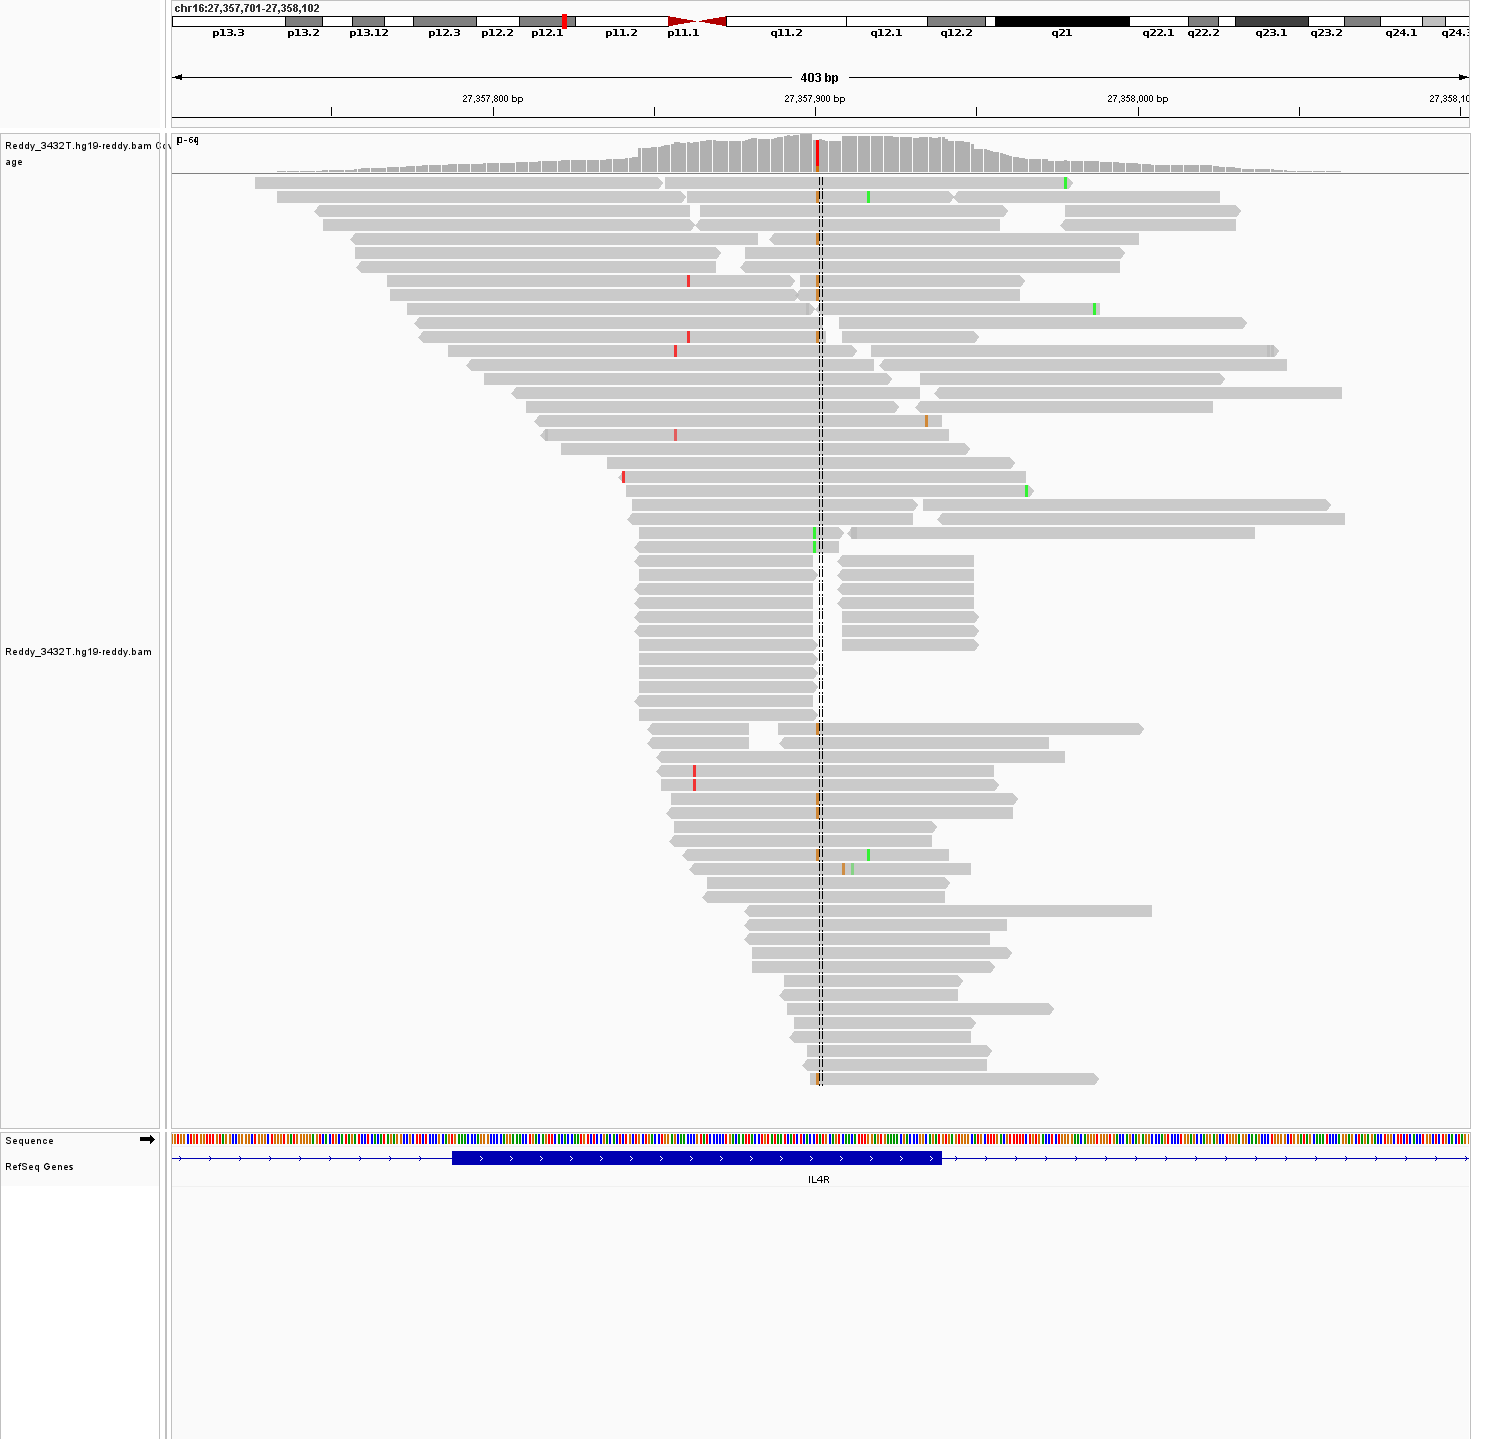 chr16:27,357,701-27,358,102
p13.3 p13.2 p13.12 p12.3 p12.2 p12.1 p11.2 p11.1 q11.2 q12.1 q12.2 q21 q22.1 q22.2 q23.1 q23.2 q24.1 q24.3
403 bp
27,357,800 bp 27,357,900 bp 27,358,000 bp 27,358,10
Reddy_3432T.hg19-reddy.bam Cov
age
[0-64]
Reddy_3432T.hg19-reddy.bam
Sequence
RefSeq Genes
IL4R